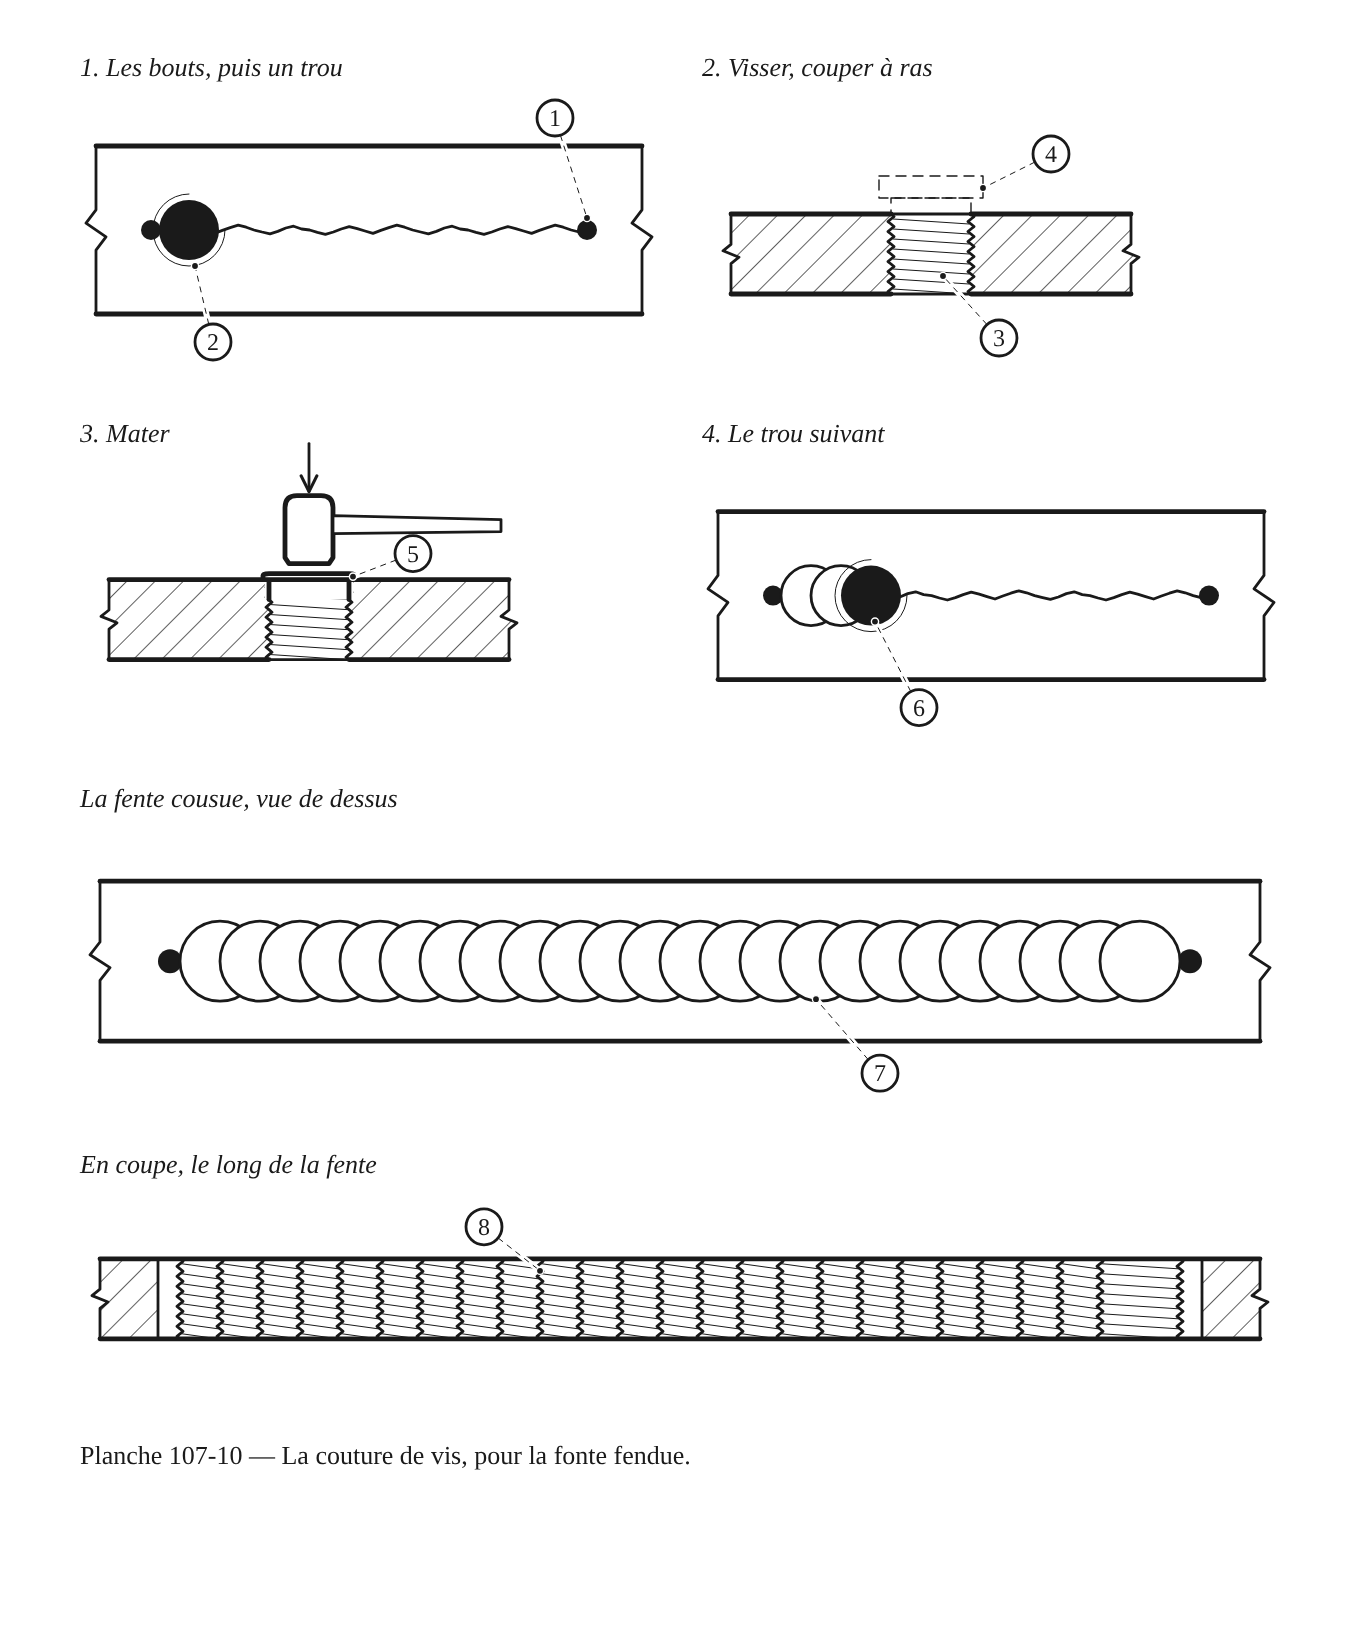 1. Les bouts, puis un trou
2. Visser, couper à ras
1
4
2
3
3. Mater
4. Le trou suivant
5
6
La fente cousue, vue de dessus
7
En coupe, le long de la fente
8
Planche 107-10 — La couture de vis, pour la fonte fendue.